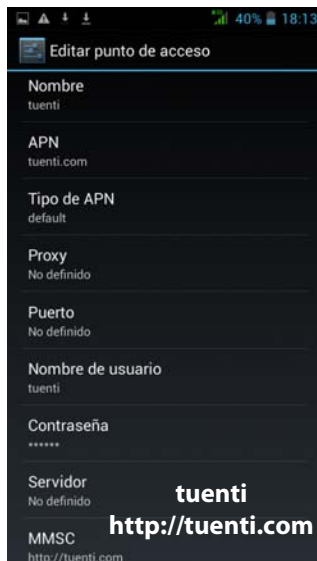 40% 18:13
Editar punto de acceso
Nombre
tuenti
APN
tuenti.com
Tipo de APN
default
Proxy
No definido
Puerto
No definido
Nombre de usuario
tuenti
Contraseña
******
Servidor
No definido
tuenti
http://tuenti.com
MMSC
http://tuenti.com